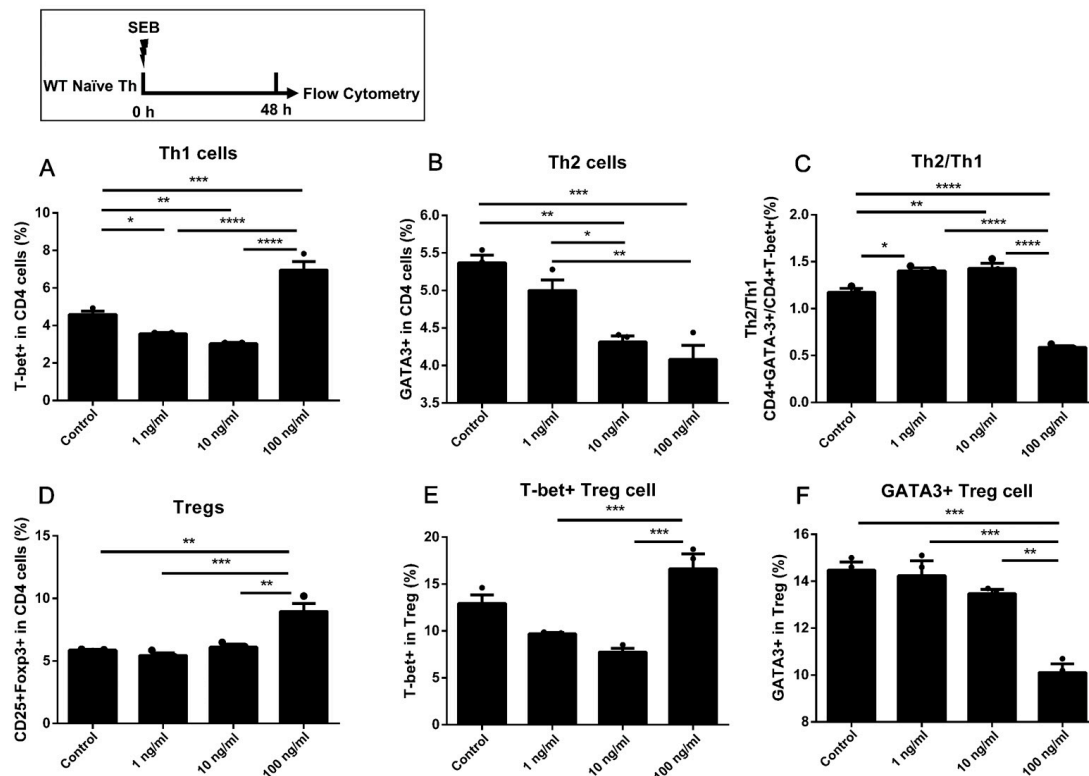 SEB
WT Naïve Th
Flow Cytometry
0 h
48 h
A
Th1 cells
T-bet+ in CD4 cells (%)
10
8
6
4
2
0
***
**
*
****
****
Control
1 ng/ml
10 ng/ml
100 ng/ml
B
Th2 cells
GATA3+ in CD4 cells (%)
6.0
5.5
5.0
4.5
4.0
3.5
***
**
*
**
Control
1 ng/ml
10 ng/ml
100 ng/ml
C
Th2/Th1
Th2/Th1
CD4+GATA-3+/CD4+T-bet+(%)
2.0
1.5
1.0
0.5
0.0
****
**
****
*
****
Control
1 ng/ml
10 ng/ml
100 ng/ml
D
Tregs
CD25+Foxp3+ in CD4 cells (%)
15
10
5
0
**
***
**
Control
1 ng/ml
10 ng/ml
100 ng/ml
E
T-bet+ Treg cell
T-bet+ in Treg (%)
20
15
10
5
0
***
***
Control
1 ng/ml
10 ng/ml
100 ng/ml
F
GATA3+ Treg cell
GATA3+ in Treg (%)
16
14
12
10
8
***
***
**
Control
1 ng/ml
10 ng/ml
100 ng/ml